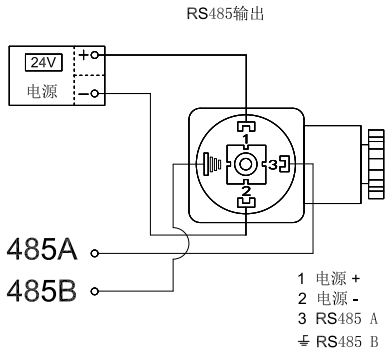 RS485输出
24V
+
电源
−
1
3
2
485A
485B
1 电源 +
2 电源 -
3 RS485 A
⏚ RS485 B